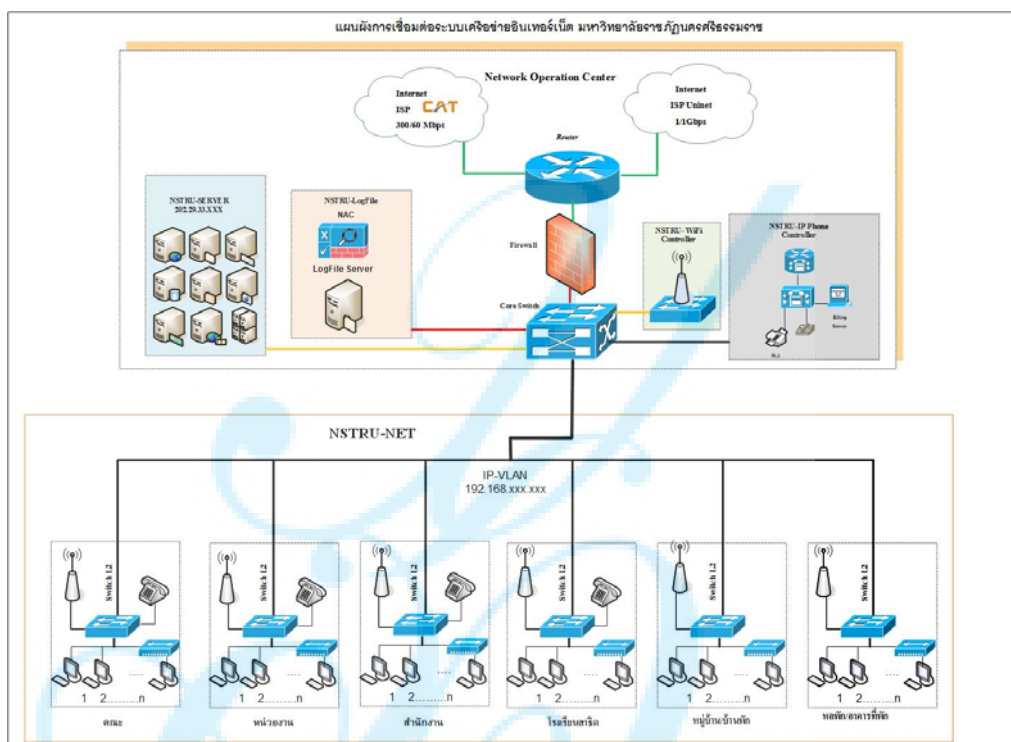 แผนผังการเชื่อมต่อระบบเครือข่ายอินเทอร์เน็ต มหาวิทยาลัยราชภัฏนครศรีธรรมราช
Network Operation Center
Internet
ISP CAT
300/60 Mbps
Internet
ISP Uninet
1/1Gbps
Router
NSTRU-SERVER
202.29.33.XXX
NSTRU-LogFile
NAC
LogFile Server
Firewall
NSTRU- WiFi
Controller
NSTRU-IP Phone
Controller
Billing
Server
Core Switch
NSTRU-NET
IP-VLAN
192.168.xxx.xxx
Switch L2
Switch L2
Switch L2
Switch L2
Switch L2
Switch L2
1 2........n
1 2........n
1 2........n
1 2........n
1 2........n
1 2........n
คณะ
หน่วยงาน
สำนักงาน
โรงเรียนสาธิต
หมู่บ้าน/บ้านพัก
หอพัก/อาคารที่พัก